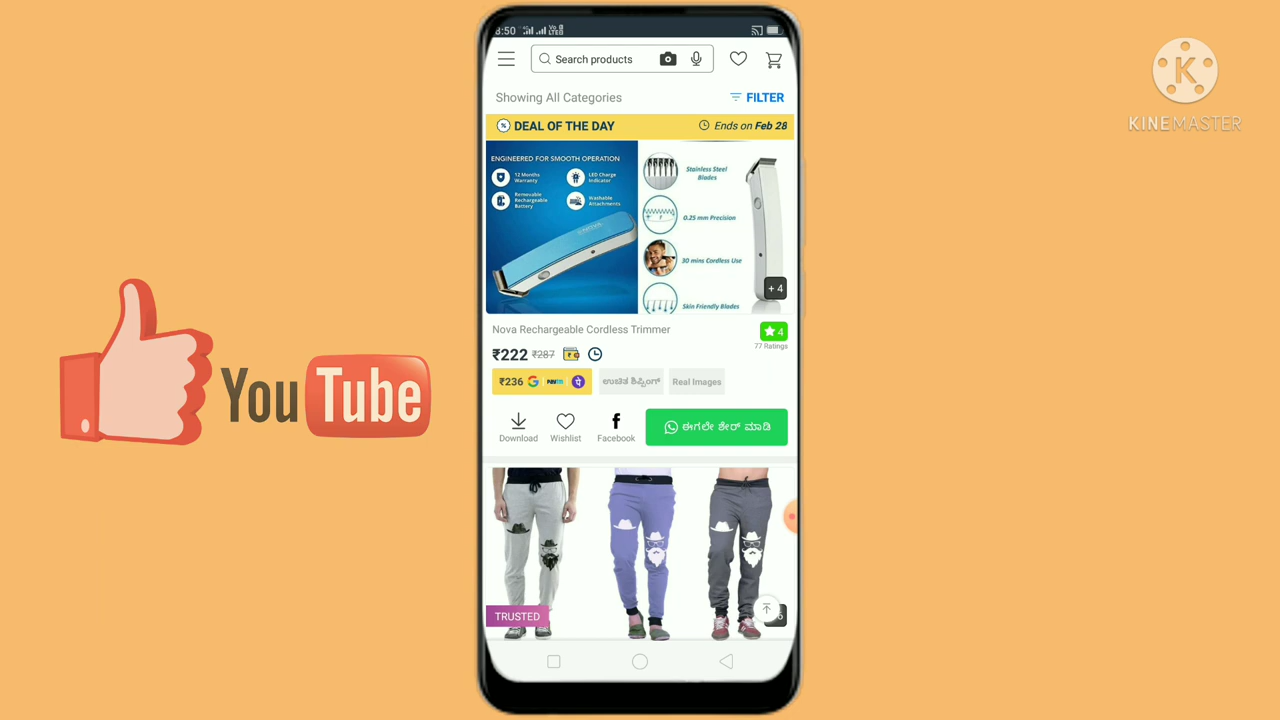 3:50
Search products
Showing All Categories
FILTER
DEAL OF THE DAY
Ends on Feb 28
ENGINEERED FOR SMOOTH OPERATION
12 Months Warranty
LED Charge Indicator
Removable Rechargeable Battery
Washable Attachments
Stainless Steel Blades
0.25 mm Precision
30 mins Cordless Use
Skin Friendly Blades
+ 4
Nova Rechargeable Cordless Trimmer
4
77 Ratings
₹222 ₹287
₹236
ಉಚಿತ ಶಿಪ್ಪಿಂಗ್
Real Images
Download
Wishlist
Facebook
ಈಗಲೇ ಶೇರ್ ಮಾಡಿ
TRUSTED
YouTube
K
KINEMASTER